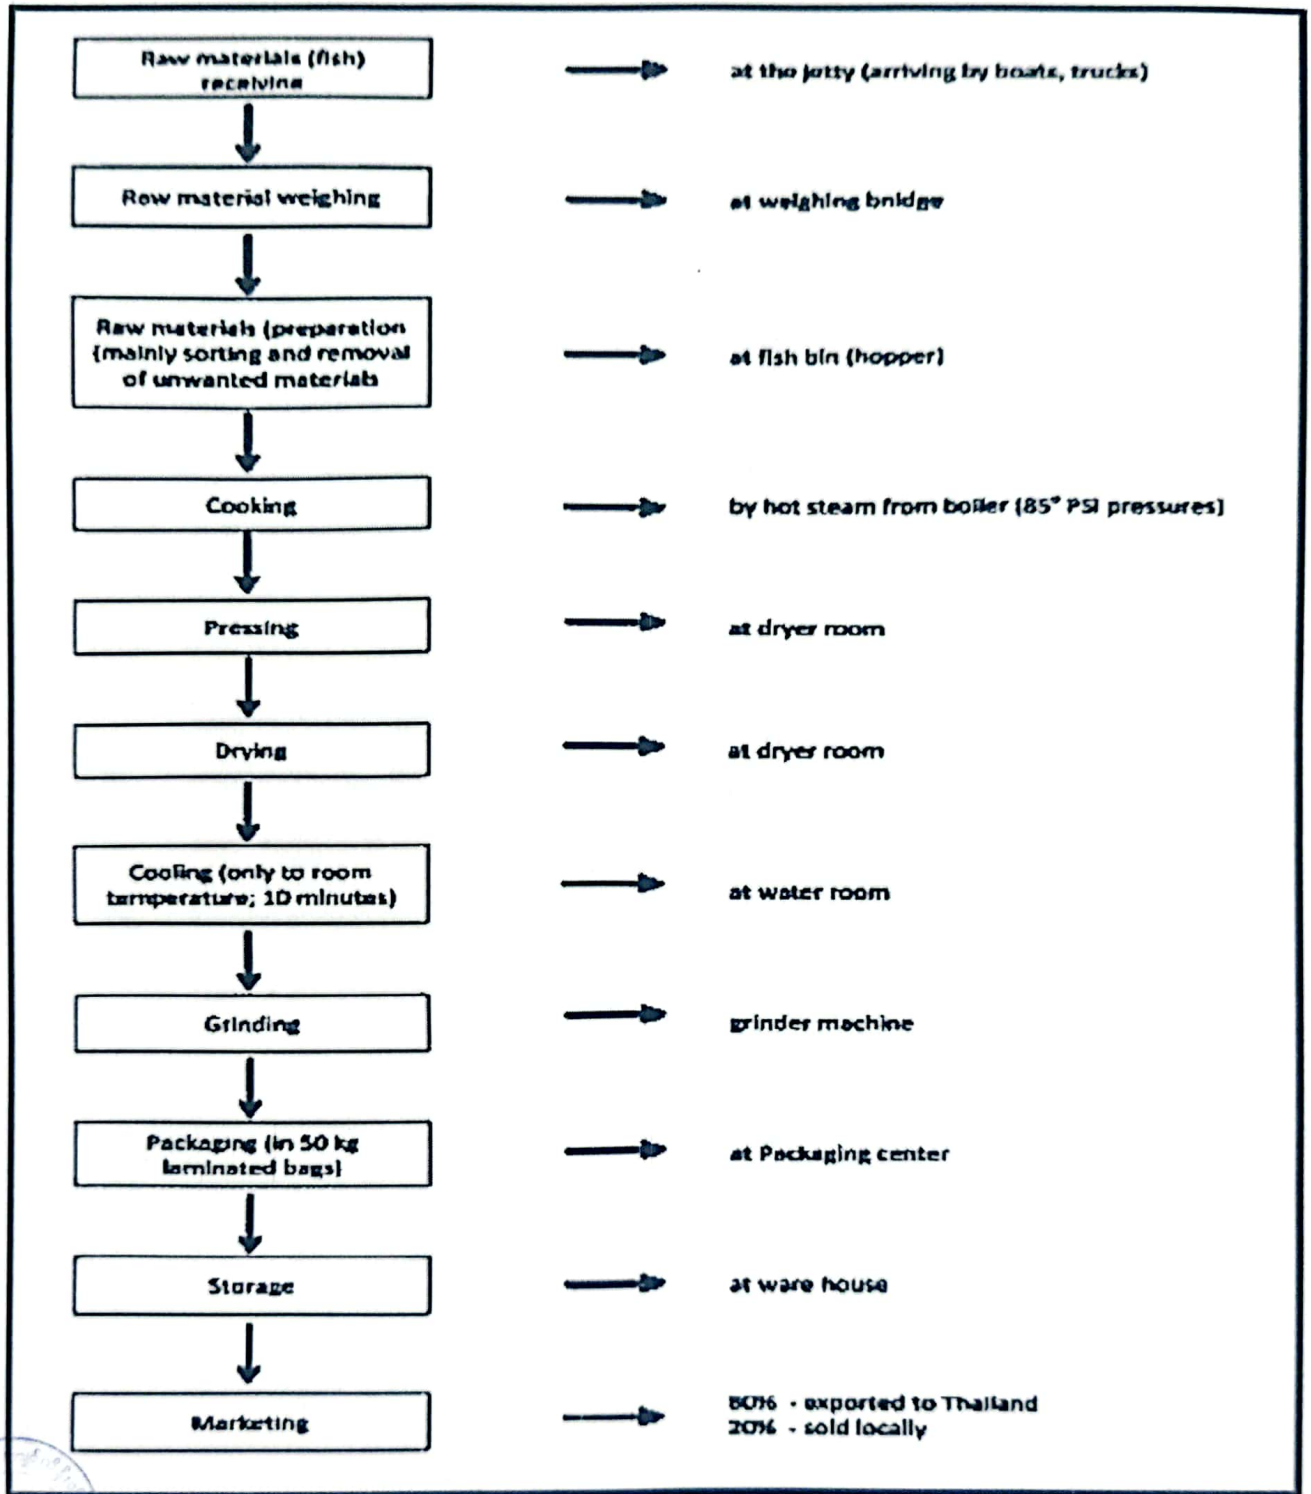 Raw materials (fish)
receiving
at the jetty (arriving by boats, trucks)
Raw material weighing
at weighing bridge
Raw materials (preparation
(mainly sorting and removal
of unwanted materials
at fish bin (hopper)
Cooking
by hot steam from boiler (85° PSI pressures)
Pressing
at dryer room
Drying
at dryer room
Cooling (only to room
temperature; 10 minutes)
at water room
Grinding
grinder machine
Packaging (in 50 kg
laminated bags)
at Packaging center
Storage
at ware house
Marketing
80% - exported to Thailand
20% - sold locally